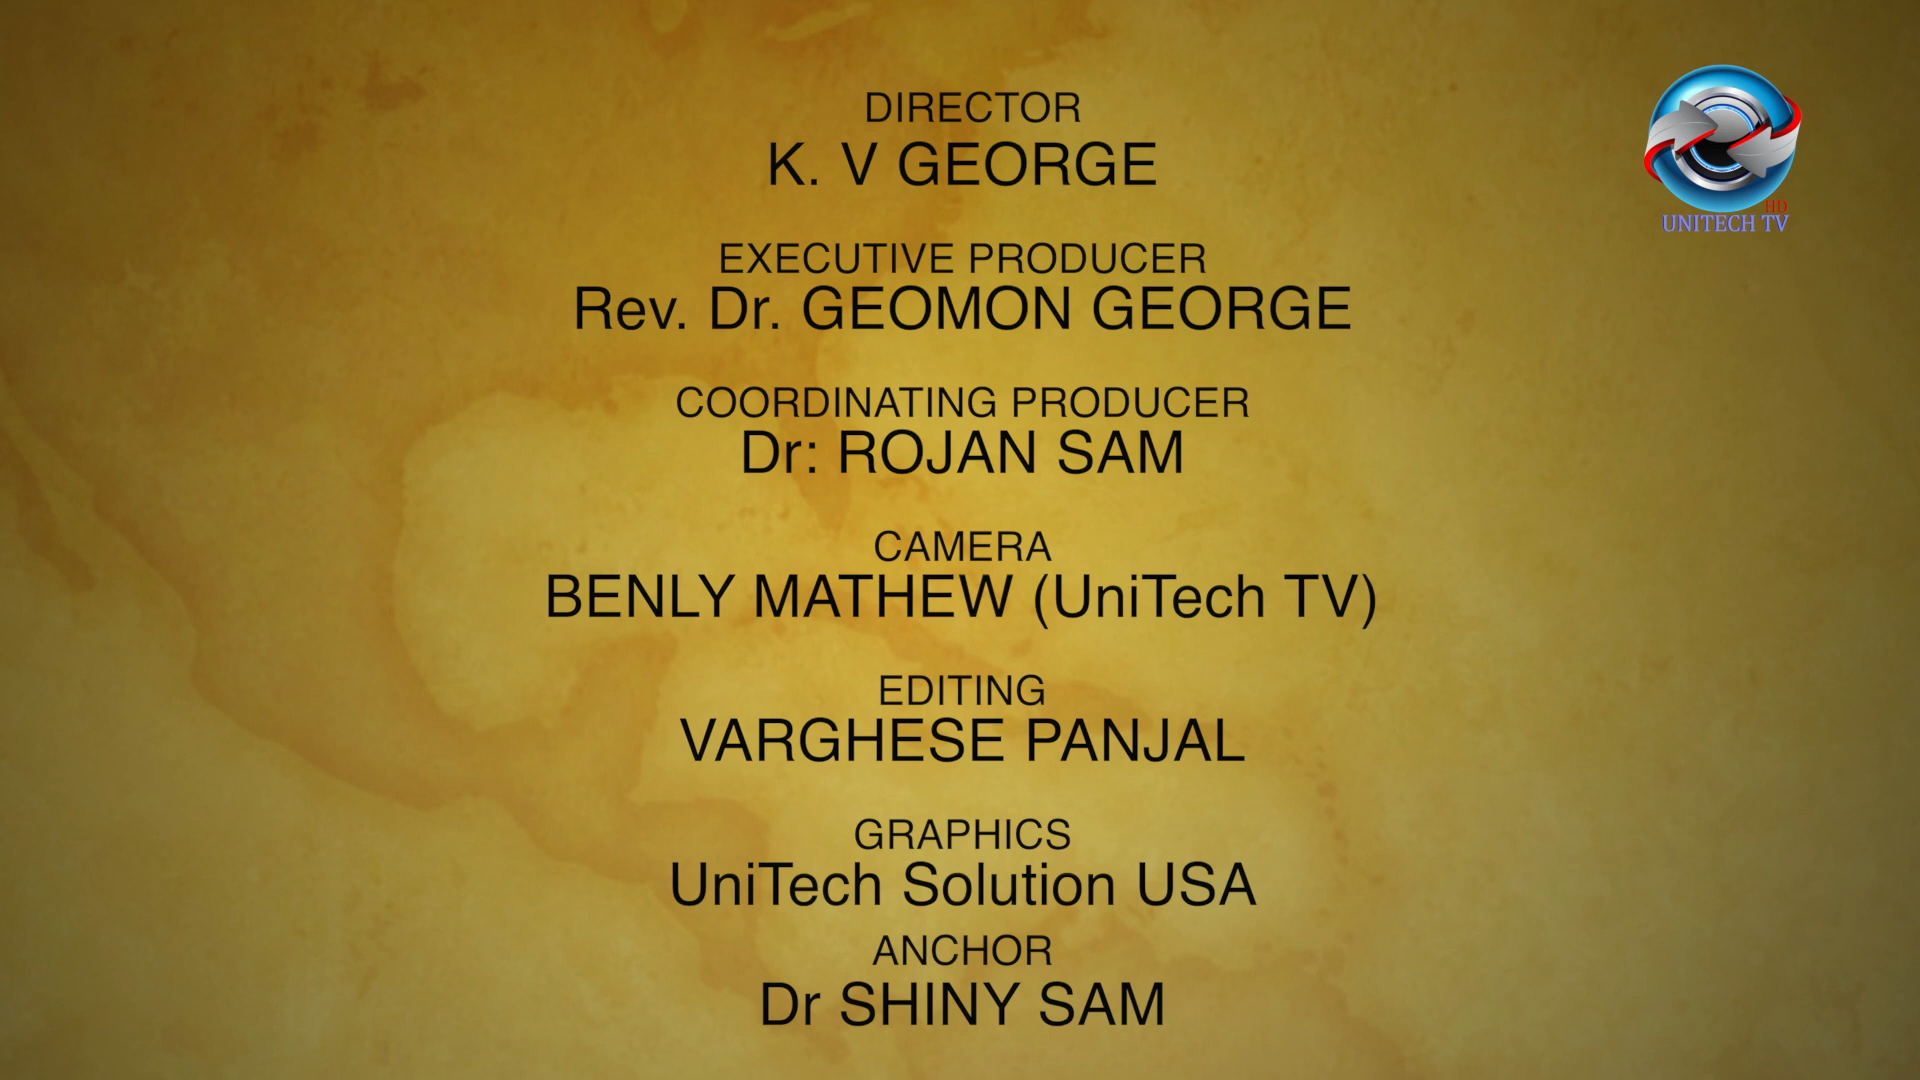 DIRECTOR
K. V GEORGE
HD
UNITECH TV
EXECUTIVE PRODUCER
Rev. Dr. GEOMON GEORGE
COORDINATING PRODUCER
Dr: ROJAN SAM
CAMERA
BENLY MATHEW (UniTech TV)
EDITING
VARGHESE PANJAL
GRAPHICS
UniTech Solution USA
ANCHOR
Dr SHINY SAM